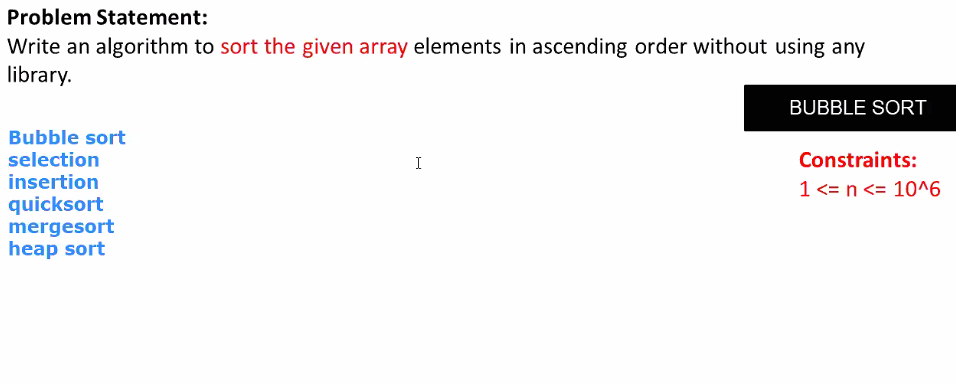 Problem Statement:
Write an algorithm to sort the given array elements in ascending order without using any
library.
BUBBLE SORT
Constraints:
1 <= n <= 10^6
Bubble sort
selection
insertion
quicksort
mergesort
heap sort